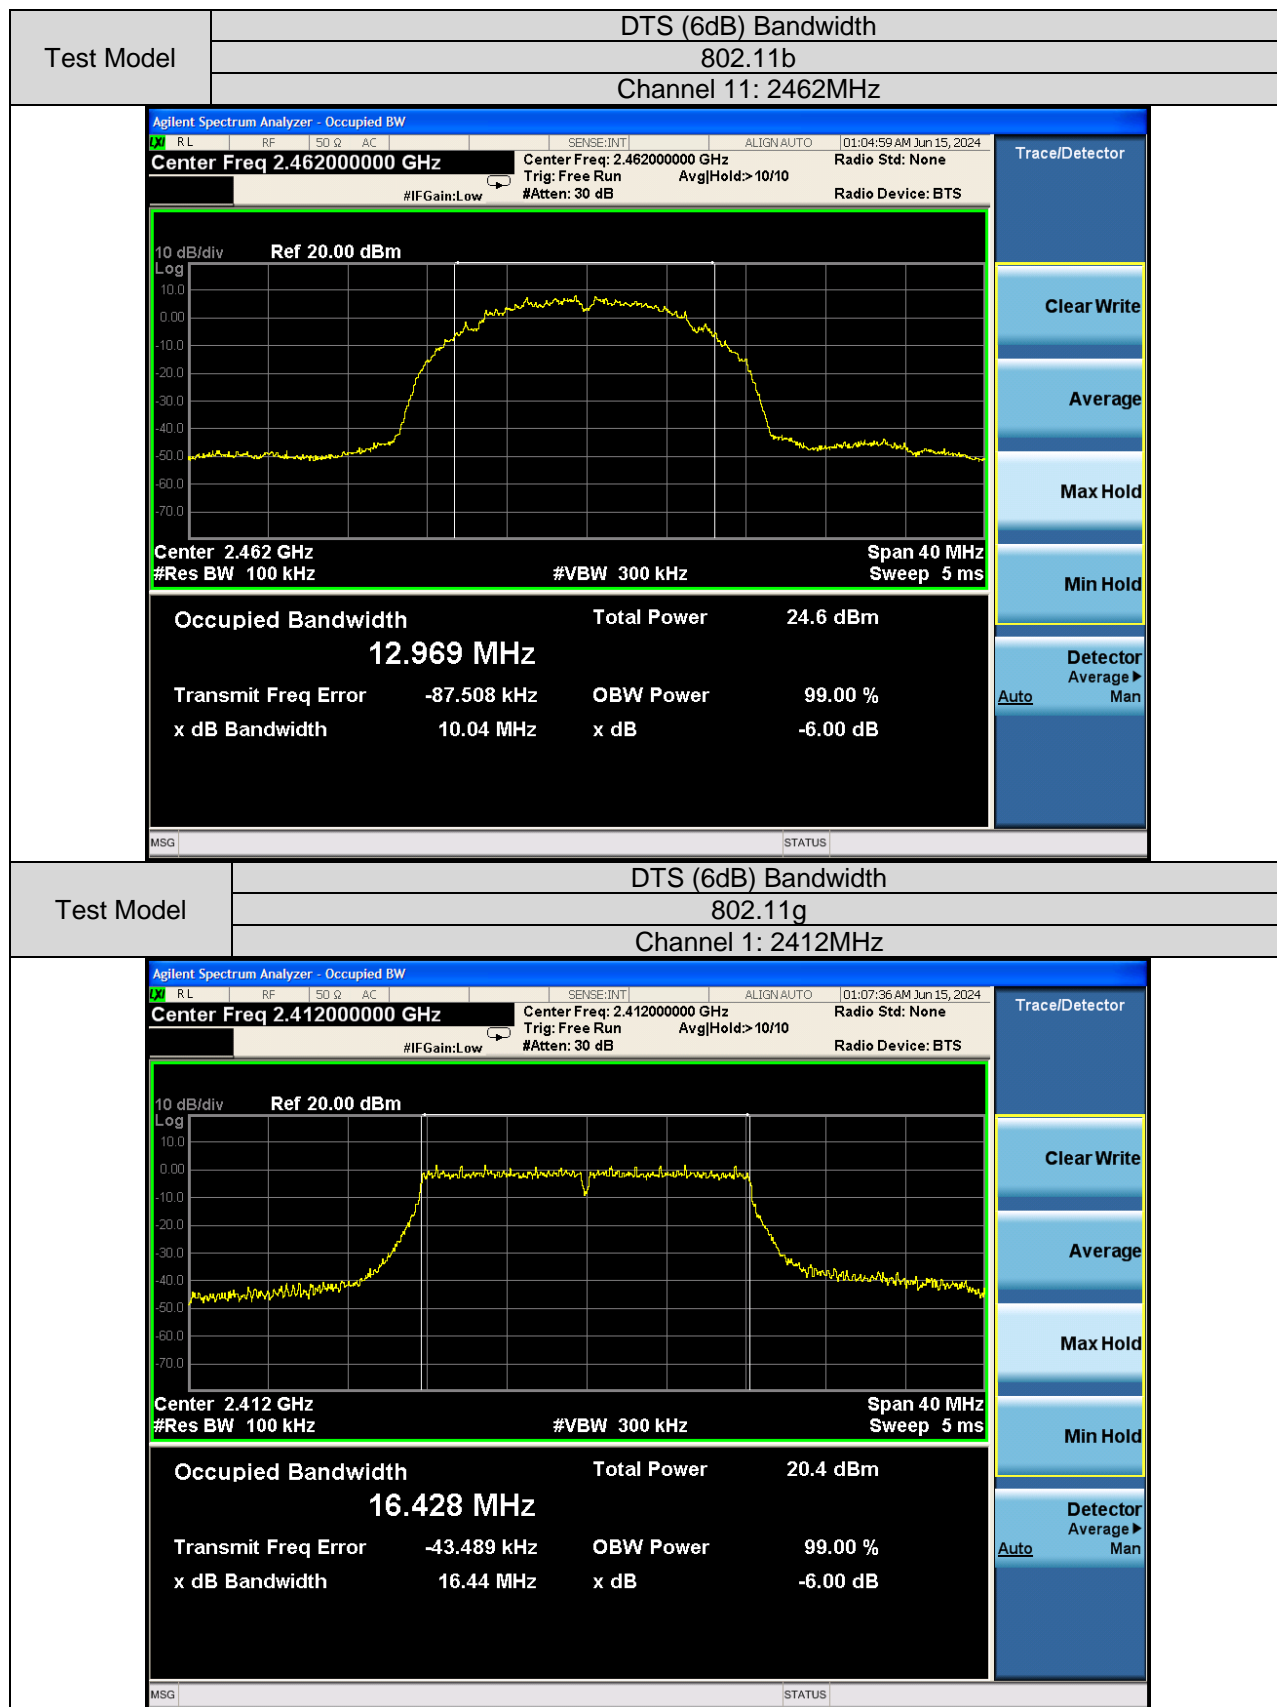 Test Model
DTS (6dB) Bandwidth
802.11b
Channel 11: 2462MHz
Agilent Spectrum Analyzer - Occupied BW
LXI RL RF 50 Ω AC SENSE:INT ALIGN AUTO 01:04:59 AM Jun 15, 2024
Center Freq 2.462000000 GHz
Center Freq: 2.462000000 GHz
Radio Std: None
Trig: Free Run Avg|Hold:>10/10
#IFGain:Low #Atten: 30 dB Radio Device: BTS
Trace/Detector
10 dB/div Ref 20.00 dBm
Log
10.0
0.00
-10.0
-20.0
-30.0
-40.0
-50.0
-60.0
-70.0
Center 2.462 GHz Span 40 MHz
#Res BW 100 kHz #VBW 300 kHz Sweep 5 ms
Clear Write
Average
Max Hold
Min Hold
Detector
Average▶
Auto Man
Occupied Bandwidth Total Power 24.6 dBm
12.969 MHz
Transmit Freq Error -87.508 kHz OBW Power 99.00 %
x dB Bandwidth 10.04 MHz x dB -6.00 dB
MSG STATUS
Test Model
DTS (6dB) Bandwidth
802.11g
Channel 1: 2412MHz
Agilent Spectrum Analyzer - Occupied BW
LXI RL RF 50 Ω AC SENSE:INT ALIGN AUTO 01:07:36 AM Jun 15, 2024
Center Freq 2.412000000 GHz
Center Freq: 2.412000000 GHz
Radio Std: None
Trig: Free Run Avg|Hold:>10/10
#IFGain:Low #Atten: 30 dB Radio Device: BTS
Trace/Detector
10 dB/div Ref 20.00 dBm
Log
10.0
0.00
-10.0
-20.0
-30.0
-40.0
-50.0
-60.0
-70.0
Center 2.412 GHz Span 40 MHz
#Res BW 100 kHz #VBW 300 kHz Sweep 5 ms
Clear Write
Average
Max Hold
Min Hold
Detector
Average▶
Auto Man
Occupied Bandwidth Total Power 20.4 dBm
16.428 MHz
Transmit Freq Error -43.489 kHz OBW Power 99.00 %
x dB Bandwidth 16.44 MHz x dB -6.00 dB
MSG STATUS